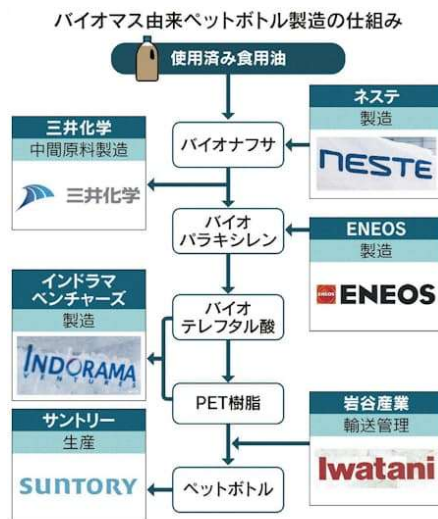 バイオマス由来ペットボトル製造の仕組み
使用済み食用油
ネステ
製造
NESTE
三井化学
中間原料製造
三井化学
バイオナフサ
バイオ
パラキシレン
ENEOS
製造
ENEOS
ENEOS
インドラマ
ベンチャーズ
製造
INDORAMA
VENTURES
バイオ
テレフタル酸
PET樹脂
岩谷産業
輸送管理
Iwatani
サントリー
生産
SUNTORY
ペットボトル